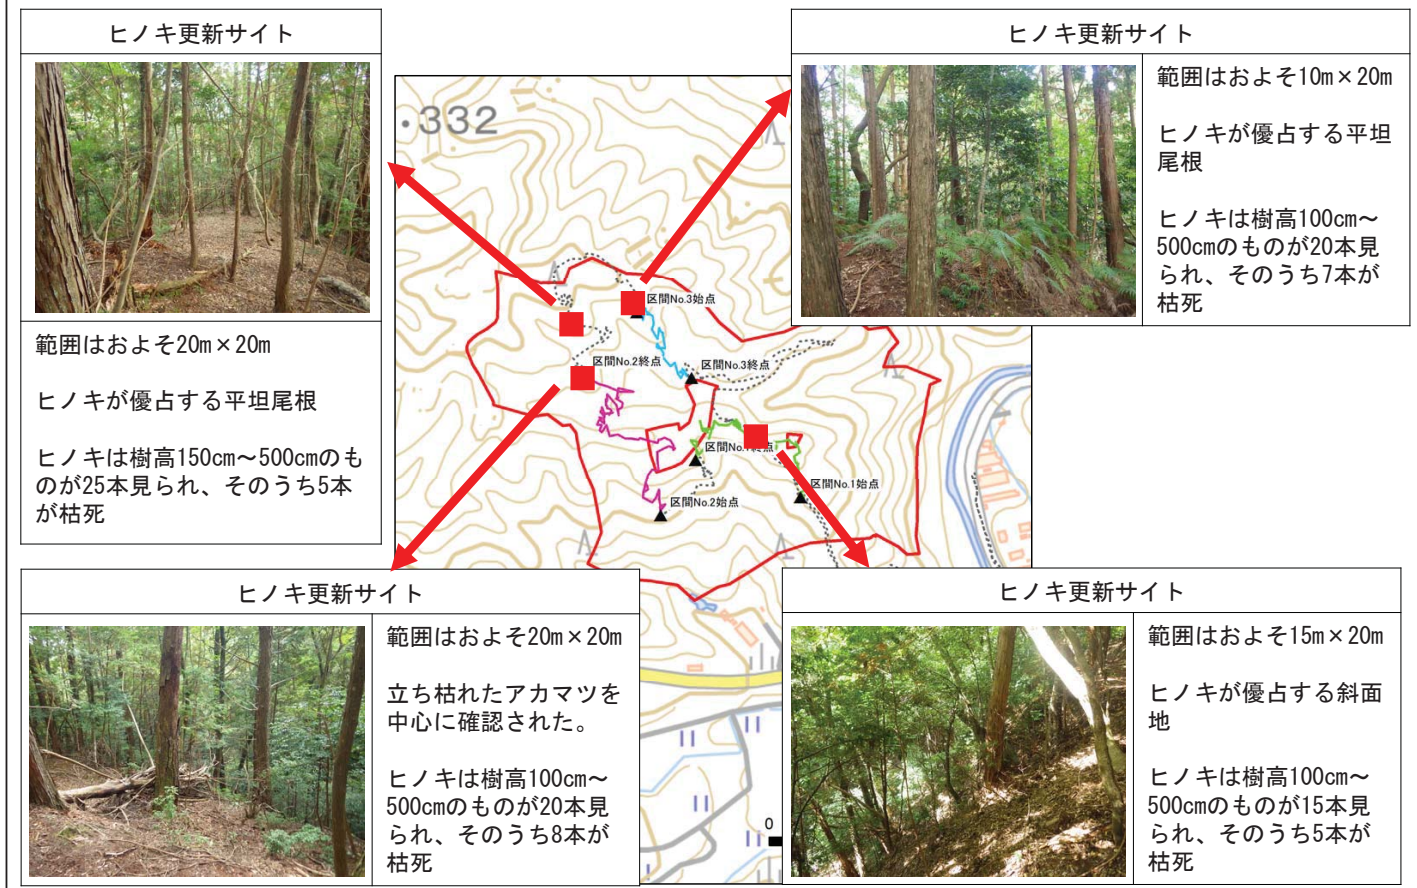 ヒノキ更新サイト
範囲はおよそ20m×20m
ヒノキが優占する平坦尾根
ヒノキは樹高150cm～500cmのも
のが25本見られ、そのうち5本
が枯死
ヒノキ更新サイト
範囲はおよそ10m×20m
ヒノキが優占する平坦
尾根
ヒノキは樹高100cm～
500cmのものが20本見
られ、そのうち7本が
枯死
・332
区間No.3始点
区間No.2終点
区間No.3終点
区間No.1終点
区間No.1始点
区間No.2始点
0
ヒノキ更新サイト
範囲はおよそ20m×20m
立ち枯れたアカマツを
中心に確認された。
ヒノキは樹高100cm～
500cmのものが20本見
られ、そのうち8本が
枯死
ヒノキ更新サイト
範囲はおよそ15m×20m
ヒノキが優占する斜面
地
ヒノキは樹高100cm～
500cmのものが15本見
られ、そのうち5本が
枯死